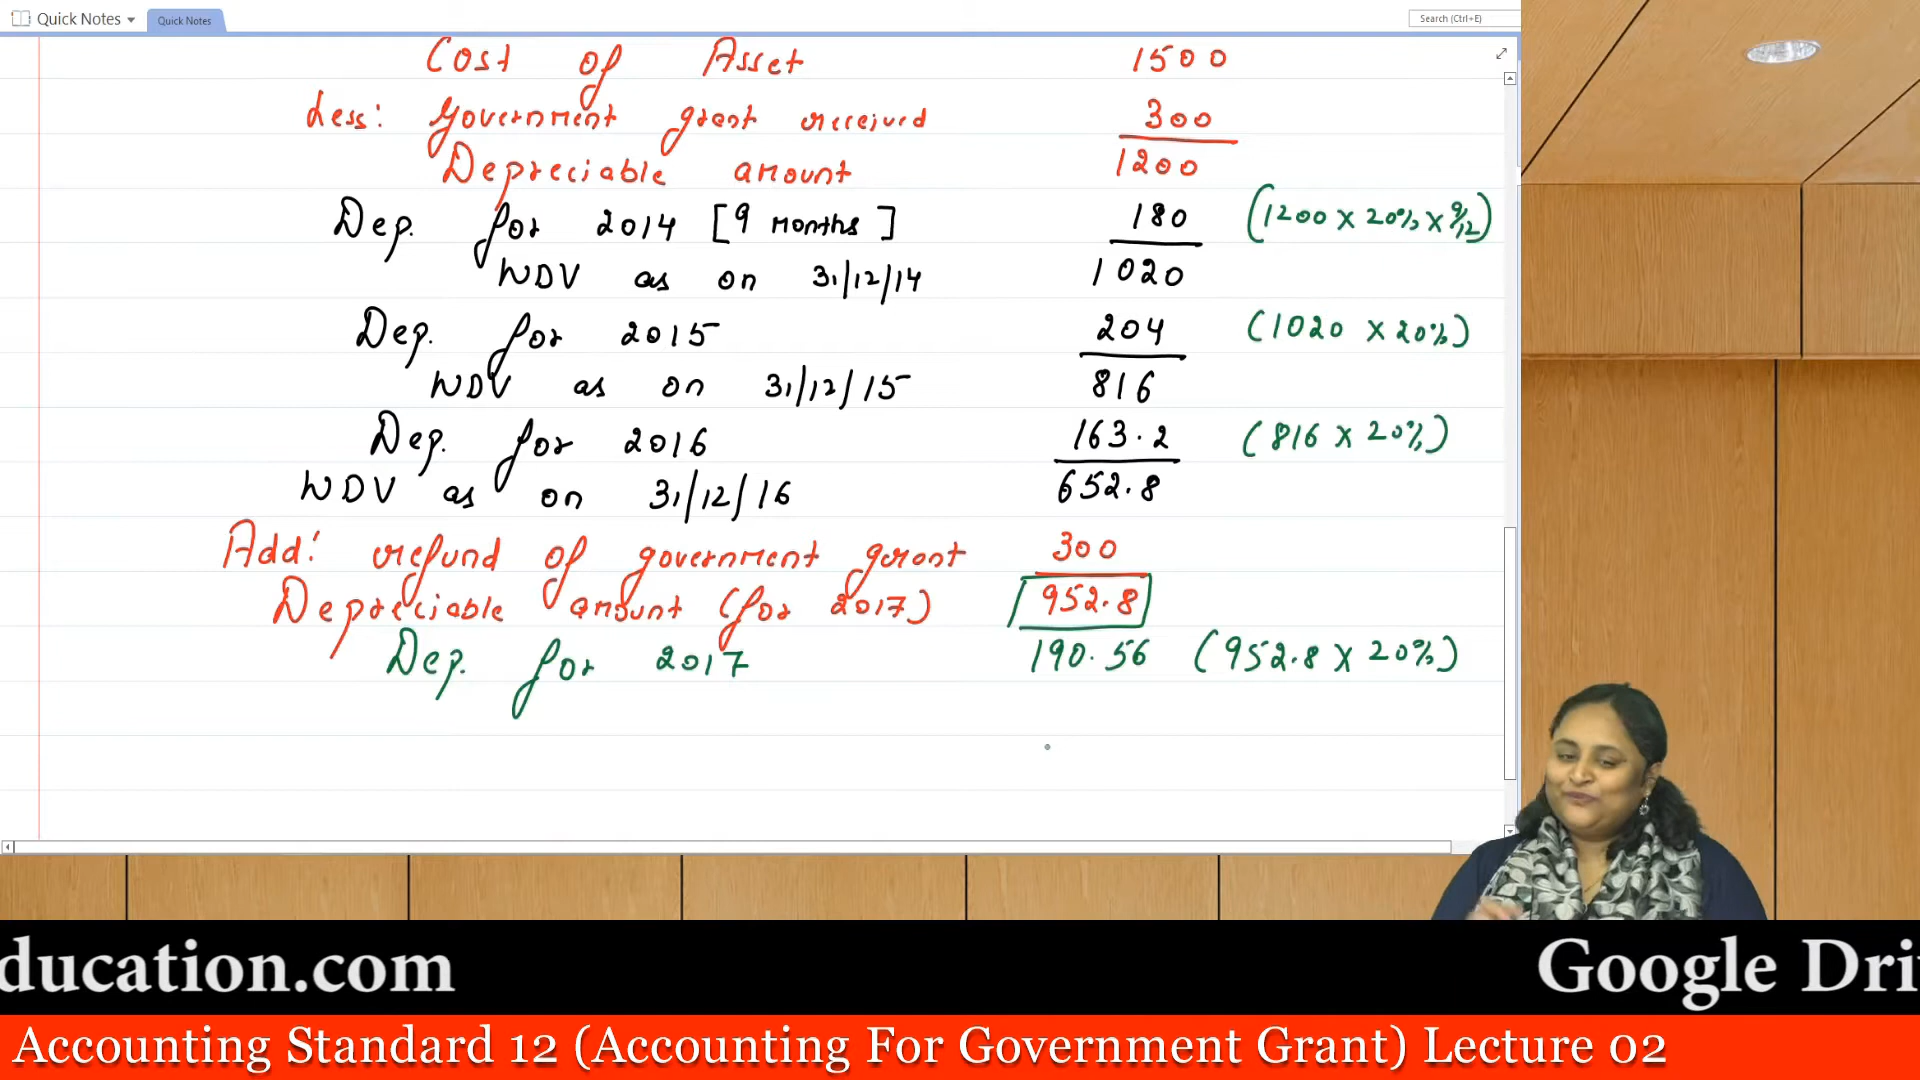 Quick Notes
Quick Notes
Search (Ctrl+E)
Cost of Asset 1500
Less: Government grant received 300
Depreciable amount 1200
Dep. for 2014 [9 Months] 180 (1200 x 20% x 9/12)
WDV as on 31/12/14 1020
Dep. for 2015 204 (1020 x 20%)
WDV as on 31/12/15 816
Dep. for 2016 163.2 (816 x 20%)
WDV as on 31/12/16 652.8
Add: refund of government grant 300
Depreciable amount (for 2017) 952.8
Dep. for 2017 190.56 (952.8 x 20%)
ducation.com Google Dri
Accounting Standard 12 (Accounting For Government Grant) Lecture 02